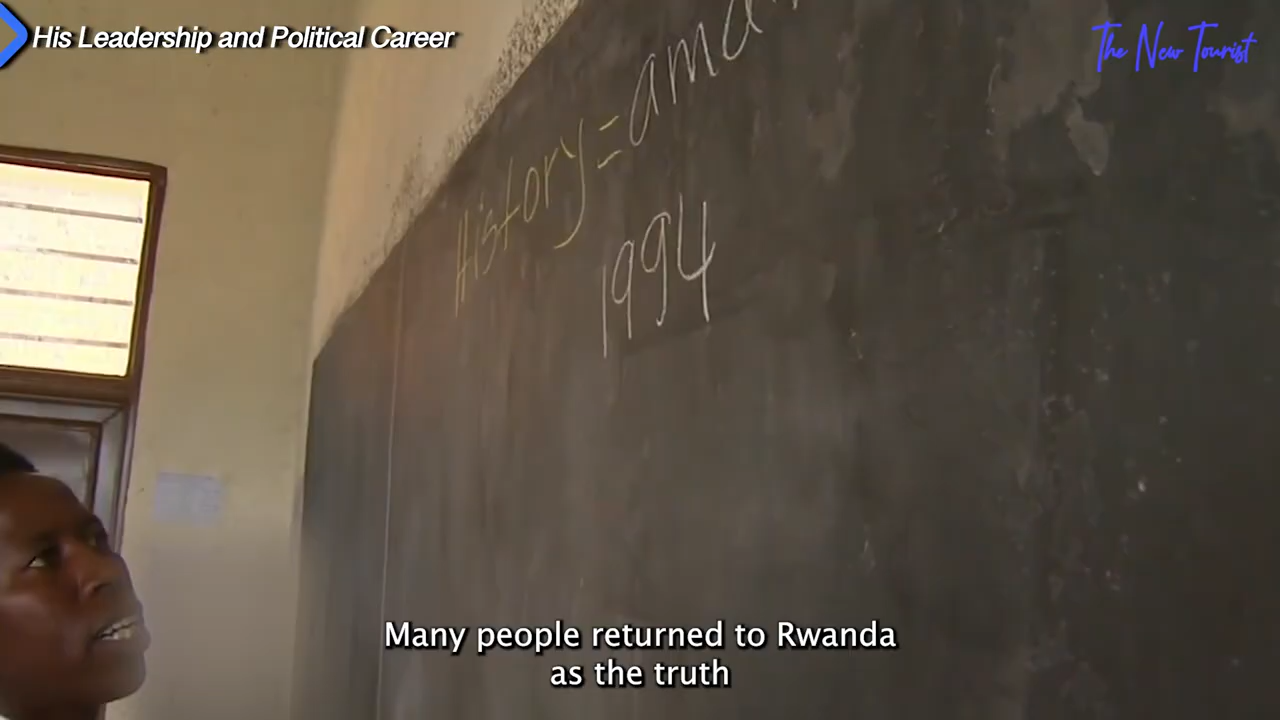 His Leadership and Political Career
The New Tourist
History =
1994
Many people returned to Rwanda
as the truth